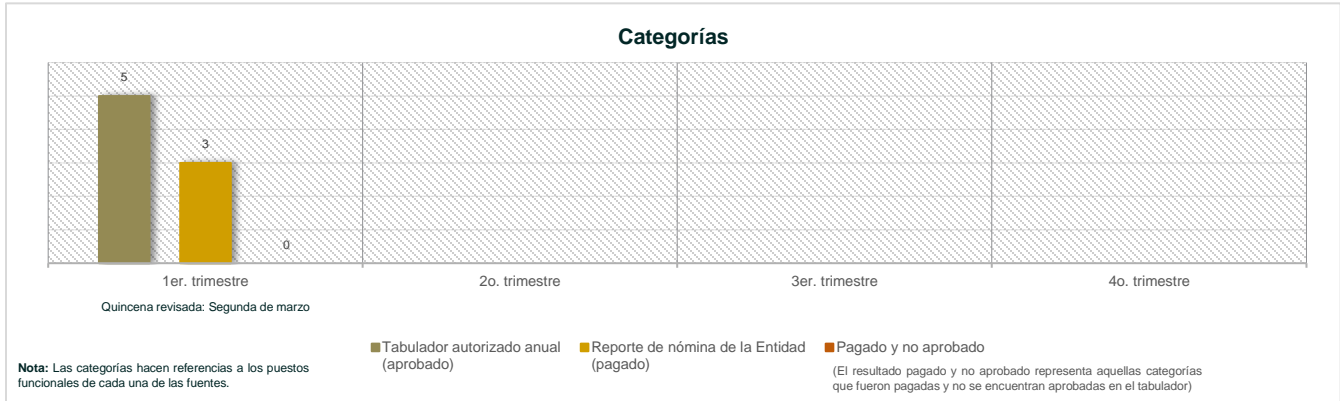 Categorías
5
3
0
1er. trimestre
2o. trimestre
3er. trimestre
4o. trimestre
Quincena revisada: Segunda de marzo
Tabulador autorizado anual
(aprobado)
Reporte de nómina de la Entidad
(pagado)
Pagado y no aprobado
(El resultado pagado y no aprobado representa aquellas categorías
que fueron pagadas y no se encuentran aprobadas en el tabulador)
Nota: Las categorías hacen referencias a los puestos
funcionales de cada una de las fuentes.